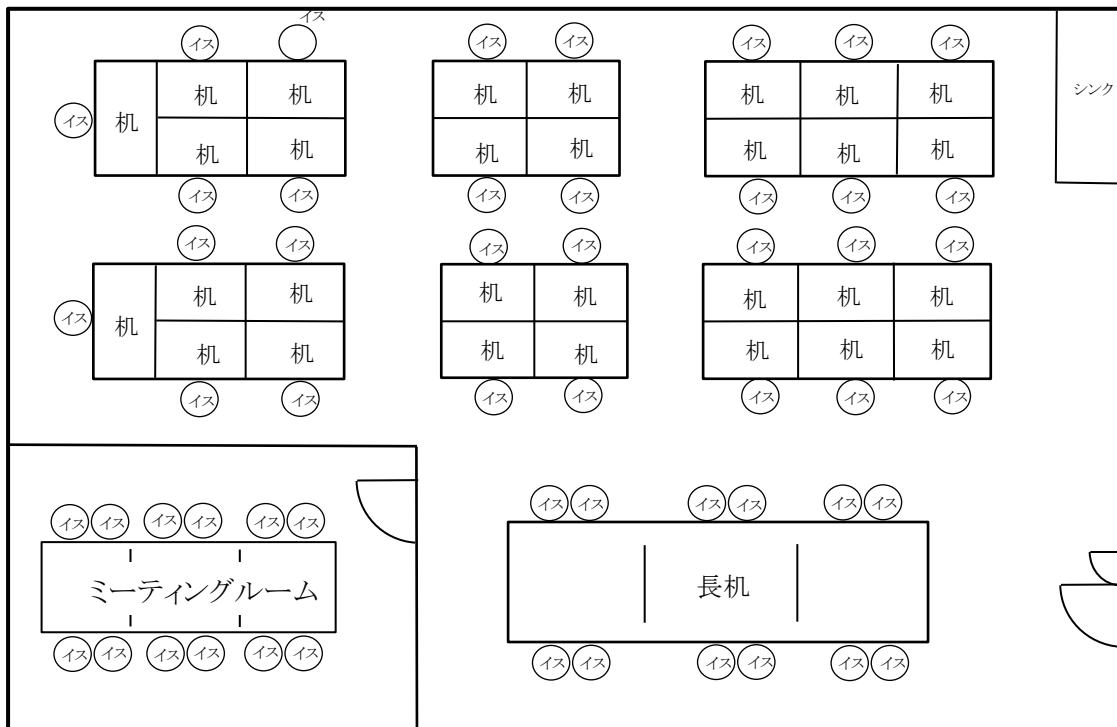 イス
イス イス イス イス イス イス
机 机 机 机 机 机 机 シンク
イス 机
机 机 机 机 机 机 机
イス イス イス イス イス イス イス
イス イス イス イス イス イス イス
机 机 机 机 机 机 机
イス 机
机 机 机 机 机 机 机
イス イス イス イス イス イス イス
イス イス イス イス イス イス
イス イス イス イス イス イス
長机
ミーティングルーム
イス イス イス イス イス イス
イス イス イス イス イス イス